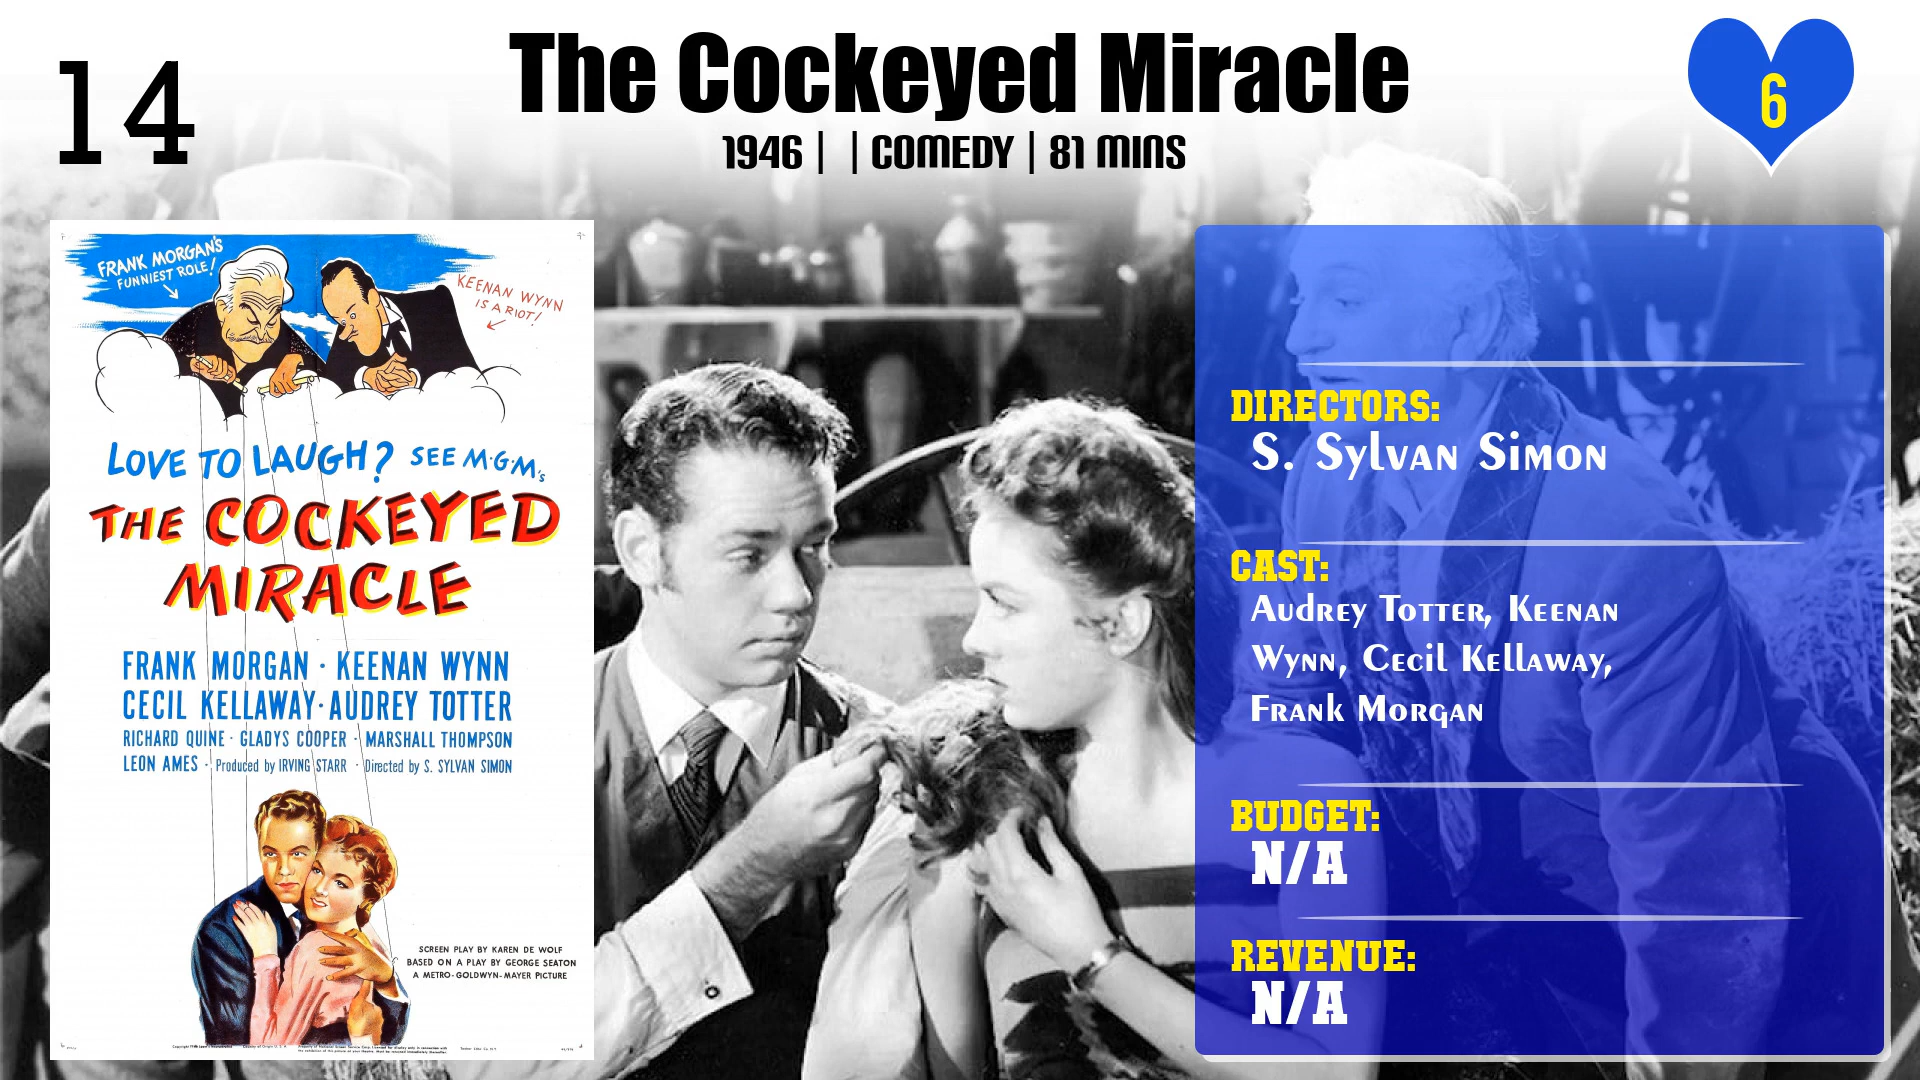 14
The Cockeyed Miracle
1946 | | COMEDY | 81 MINS
6
FRANK MORGAN'S
FUNNIEST ROLE!
KEENAN WYNN
IS A RIOT!
LOVE TO LAUGH? SEE M·G·M's
THE COCKEYED
MIRACLE
FRANK MORGAN · KEENAN WYNN
CECIL KELLAWAY · AUDREY TOTTER
RICHARD QUINE · GLADYS COOPER · MARSHALL THOMPSON
LEON AMES · Produced by IRVING STARR · Directed by S. SYLVAN SIMON
SCREEN PLAY BY KAREN DE WOLF
BASED ON A PLAY BY GEORGE SEATON
A METRO-GOLDWYN-MAYER PICTURE
DIRECTORS:
S. Sylvan Simon
CAST:
Audrey Totter, Keenan
Wynn, Cecil Kellaway,
Frank Morgan
BUDGET:
N/A
REVENUE:
N/A